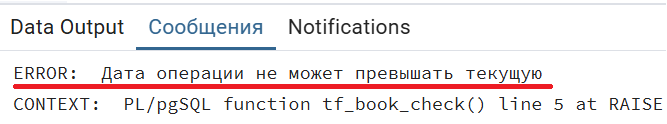 Data Output Сообщения Notifications
ERROR:  Дата операции не может превышать текущую
CONTEXT:  PL/pgSQL function tf_book_check() line 5 at RAISE